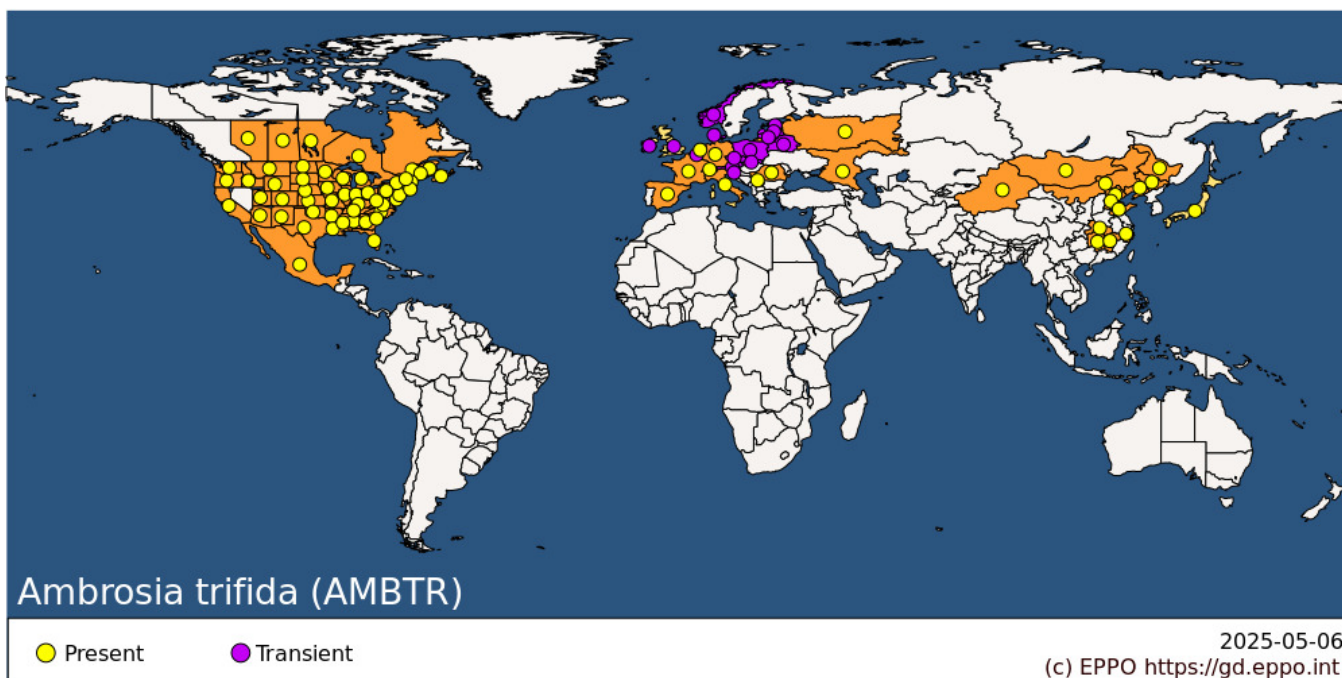 Ambrosia trifida (AMBTR)
Present
Transient
2025-05-06
(c) EPPO https://gd.eppo.int